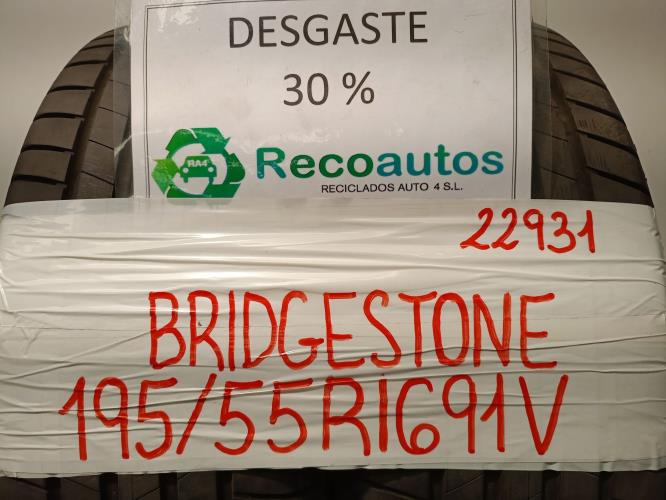 DESGASTE
30 %
RA4
Recoautos
RECICLADOS AUTO 4 S.L.
22931
BRIDGESTONE
195/55R1691V